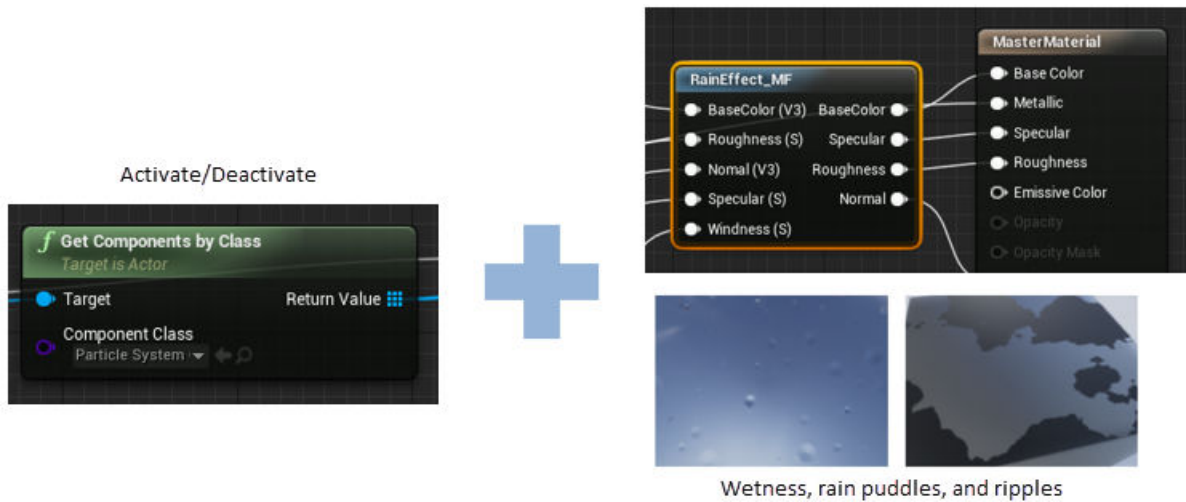 Activate/Deactivate
f Get Components by Class
Target is Actor
Target Return Value
Component Class
Particle System
MasterMaterial
Base Color
Metallic
Specular
Roughness
Emissive Color
Opacity
Opacity Mask
RainEffect_MF
BaseColor (V3) BaseColor
Roughness (S) Specular
Nomal (V3) Roughness
Specular (S) Normal
Windness (S)
Wetness, rain puddles, and ripples